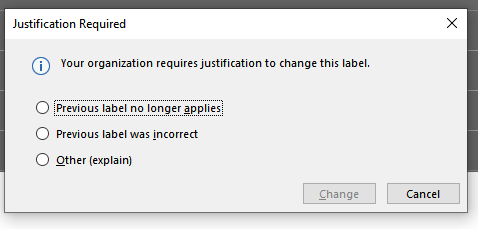 Justification Required
Your organization requires justification to change this label.
Previous label no longer applies
Previous label was incorrect
Other (explain)
Change Cancel